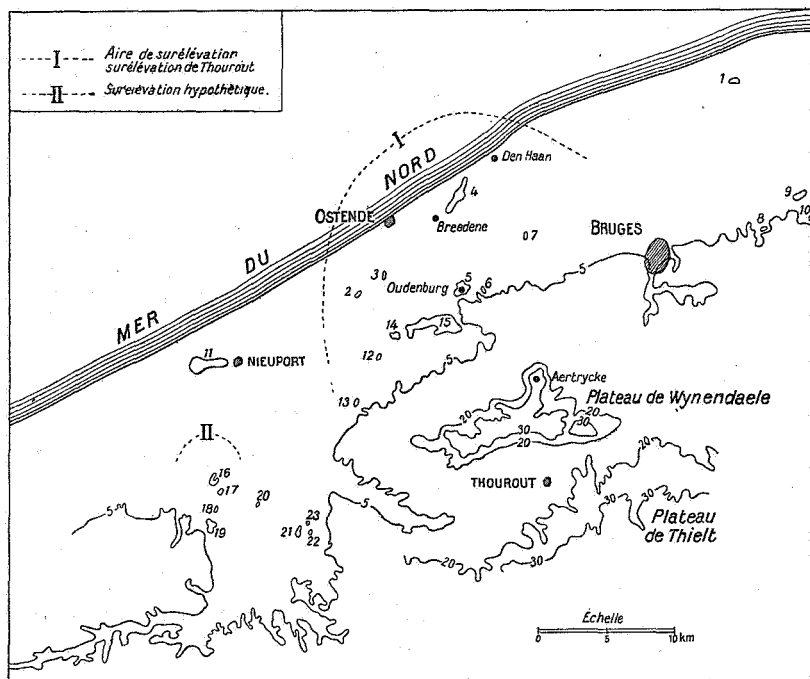 I
Aire de surélévation
surélévation de Thourout
II
Surélévation hypothétique.
1
I
Den Haan
NORD
4
9
10
OSTENDE
Breedene
7
BRUGES
8
DU
3
5
6
5
Oudenburg
2
MER
14
15
11
NIEUPORT
12
5
Aertrycke
13
20
Plateau de Wynendaele
20
30
30
20
II
20
16
THOUROUT
17
20
5
30
30
5
18
23
Plateau
de Thielt
19
21
22
20
30
Échelle
0
5
10 km